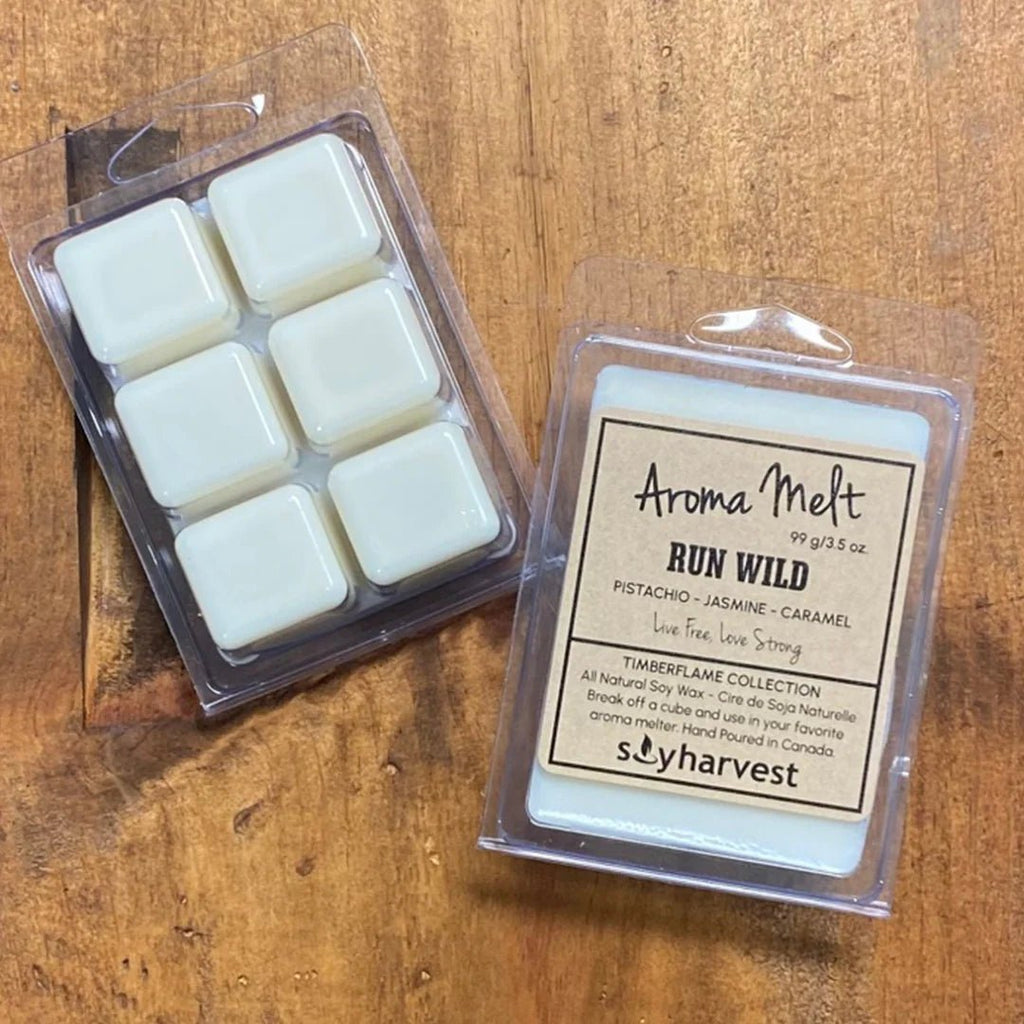 Aroma Melt
99 g/3.5 oz.
RUN WILD
PISTACHIO - JASMINE - CARAMEL
Live Free, Love Strong
TIMBERFLAME COLLECTION
All Natural Soy Wax - Cire de Soja Naturelle
Break off a cube and use in your favorite
aroma melter. Hand Poured in Canada.
soyharvest